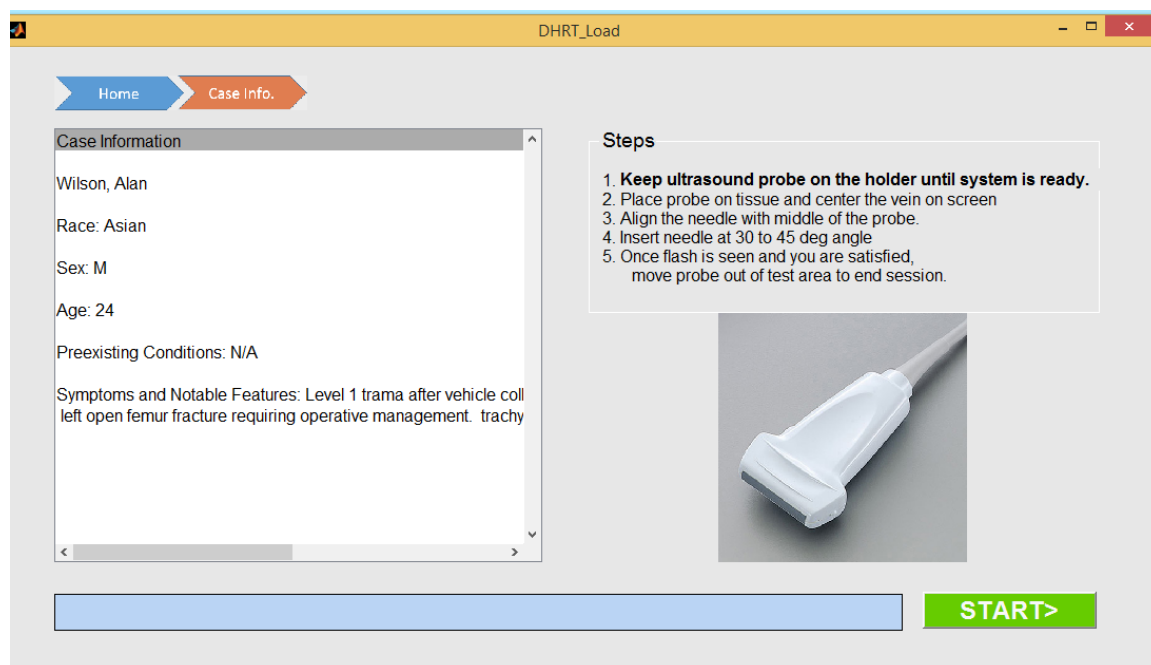 DHRT_Load
Home
Case Info.
Case Information
Wilson, Alan
Race: Asian
Sex: M
Age: 24
Preexisting Conditions: N/A
Symptoms and Notable Features: Level 1 trama after vehicle coll
left open femur fracture requiring operative management. trachy
Steps
1. Keep ultrasound probe on the holder until system is ready.
2. Place probe on tissue and center the vein on screen
3. Align the needle with middle of the probe.
4. Insert needle at 30 to 45 deg angle
5. Once flash is seen and you are satisfied,
move probe out of test area to end session.
START>